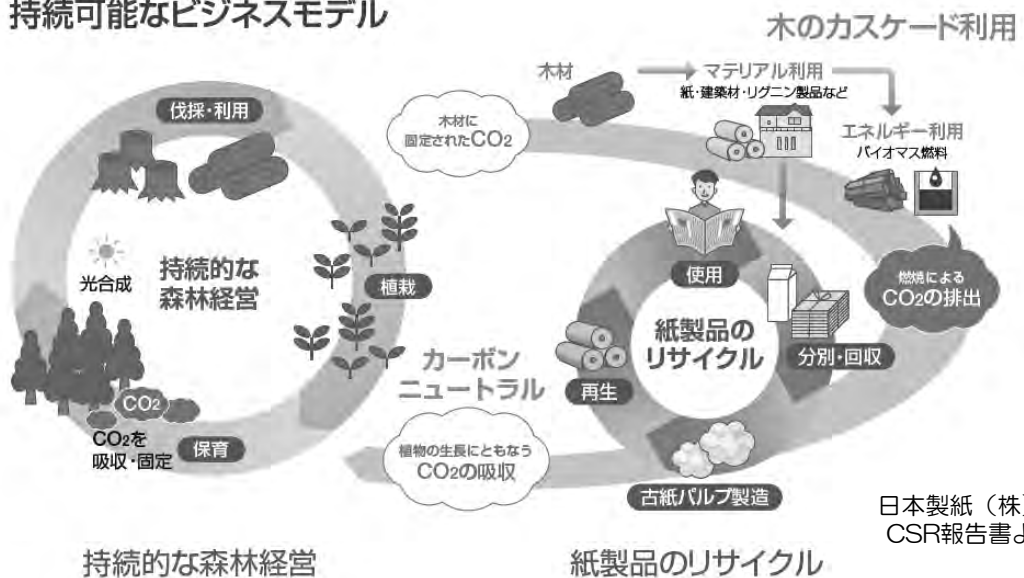 持続可能なビジネスモデル
木のカスケード利用
木材
マテリアル利用
紙・建築材・リグニン製品など
エネルギー利用
バイオマス燃料
伐採・利用
木材に
固定されたCO2
光合成
持続的な
森林経営
植栽
使用
燃焼による
CO2の排出
紙製品の
リサイクル
分別・回収
再生
カーボン
ニュートラル
CO2
CO2を
吸収・固定
保育
植物の生長にともなう
CO2の吸収
古紙パルプ製造
日本製紙（株
CSR報告書よ
持続的な森林経営
紙製品のリサイクル